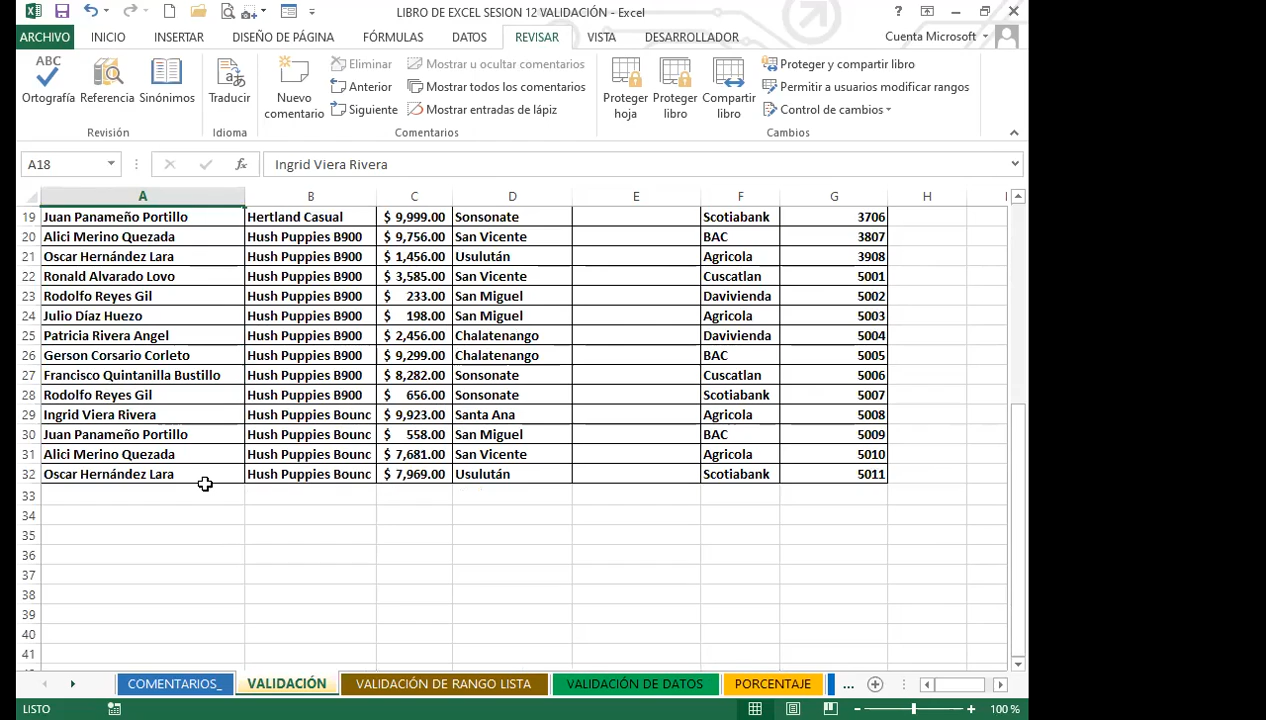 LIBRO DE EXCEL SESION 12 VALIDACIÓN - Excel
ARCHIVO INICIO INSERTAR DISEÑO DE PÁGINA FÓRMULAS DATOS REVISAR VISTA DESARROLLADOR Cuenta Microsoft
ABC Ortografía Referencia Sinónimos
Revisión
Traducir
Idioma
Nuevo comentario
Eliminar
Anterior
Siguiente
Mostrar u ocultar comentarios
Mostrar todos los comentarios
Mostrar entradas de lápiz
Comentarios
Proteger hoja
Proteger libro
Compartir libro
Proteger y compartir libro
Permitir a usuarios modificar rangos
Control de cambios
Cambios
A18 fx Ingrid Viera Rivera
A B C D E F G H I
19 Juan Panameño Portillo Hertland Casual $ 9,999.00 Sonsonate Scotiabank 3706
20 Alici Merino Quezada Hush Puppies B900 $ 9,756.00 San Vicente BAC 3807
21 Oscar Hernández Lara Hush Puppies B900 $ 1,456.00 Usulután Agricola 3908
22 Ronald Alvarado Lovo Hush Puppies B900 $ 3,585.00 San Vicente Cuscatlan 5001
23 Rodolfo Reyes Gil Hush Puppies B900 $ 233.00 San Miguel Davivienda 5002
24 Julio Díaz Huezo Hush Puppies B900 $ 198.00 San Miguel Agricola 5003
25 Patricia Rivera Angel Hush Puppies B900 $ 2,456.00 Chalatenango Davivienda 5004
26 Gerson Corsario Corleto Hush Puppies B900 $ 9,299.00 Chalatenango BAC 5005
27 Francisco Quintanilla Bustillo Hush Puppies B900 $ 8,282.00 Sonsonate Cuscatlan 5006
28 Rodolfo Reyes Gil Hush Puppies B900 $ 656.00 Sonsonate Scotiabank 5007
29 Ingrid Viera Rivera Hush Puppies Bounc $ 9,923.00 Santa Ana Agricola 5008
30 Juan Panameño Portillo Hush Puppies Bounc $ 558.00 San Miguel BAC 5009
31 Alici Merino Quezada Hush Puppies Bounc $ 7,681.00 San Vicente Agricola 5010
32 Oscar Hernández Lara Hush Puppies Bounc $ 7,969.00 Usulután Scotiabank 5011
33
34
35
36
37
38
39
40
41
COMENTARIOS_ VALIDACIÓN VALIDACIÓN DE RANGO LISTA VALIDACIÓN DE DATOS PORCENTAJE ...
LISTO 100 %